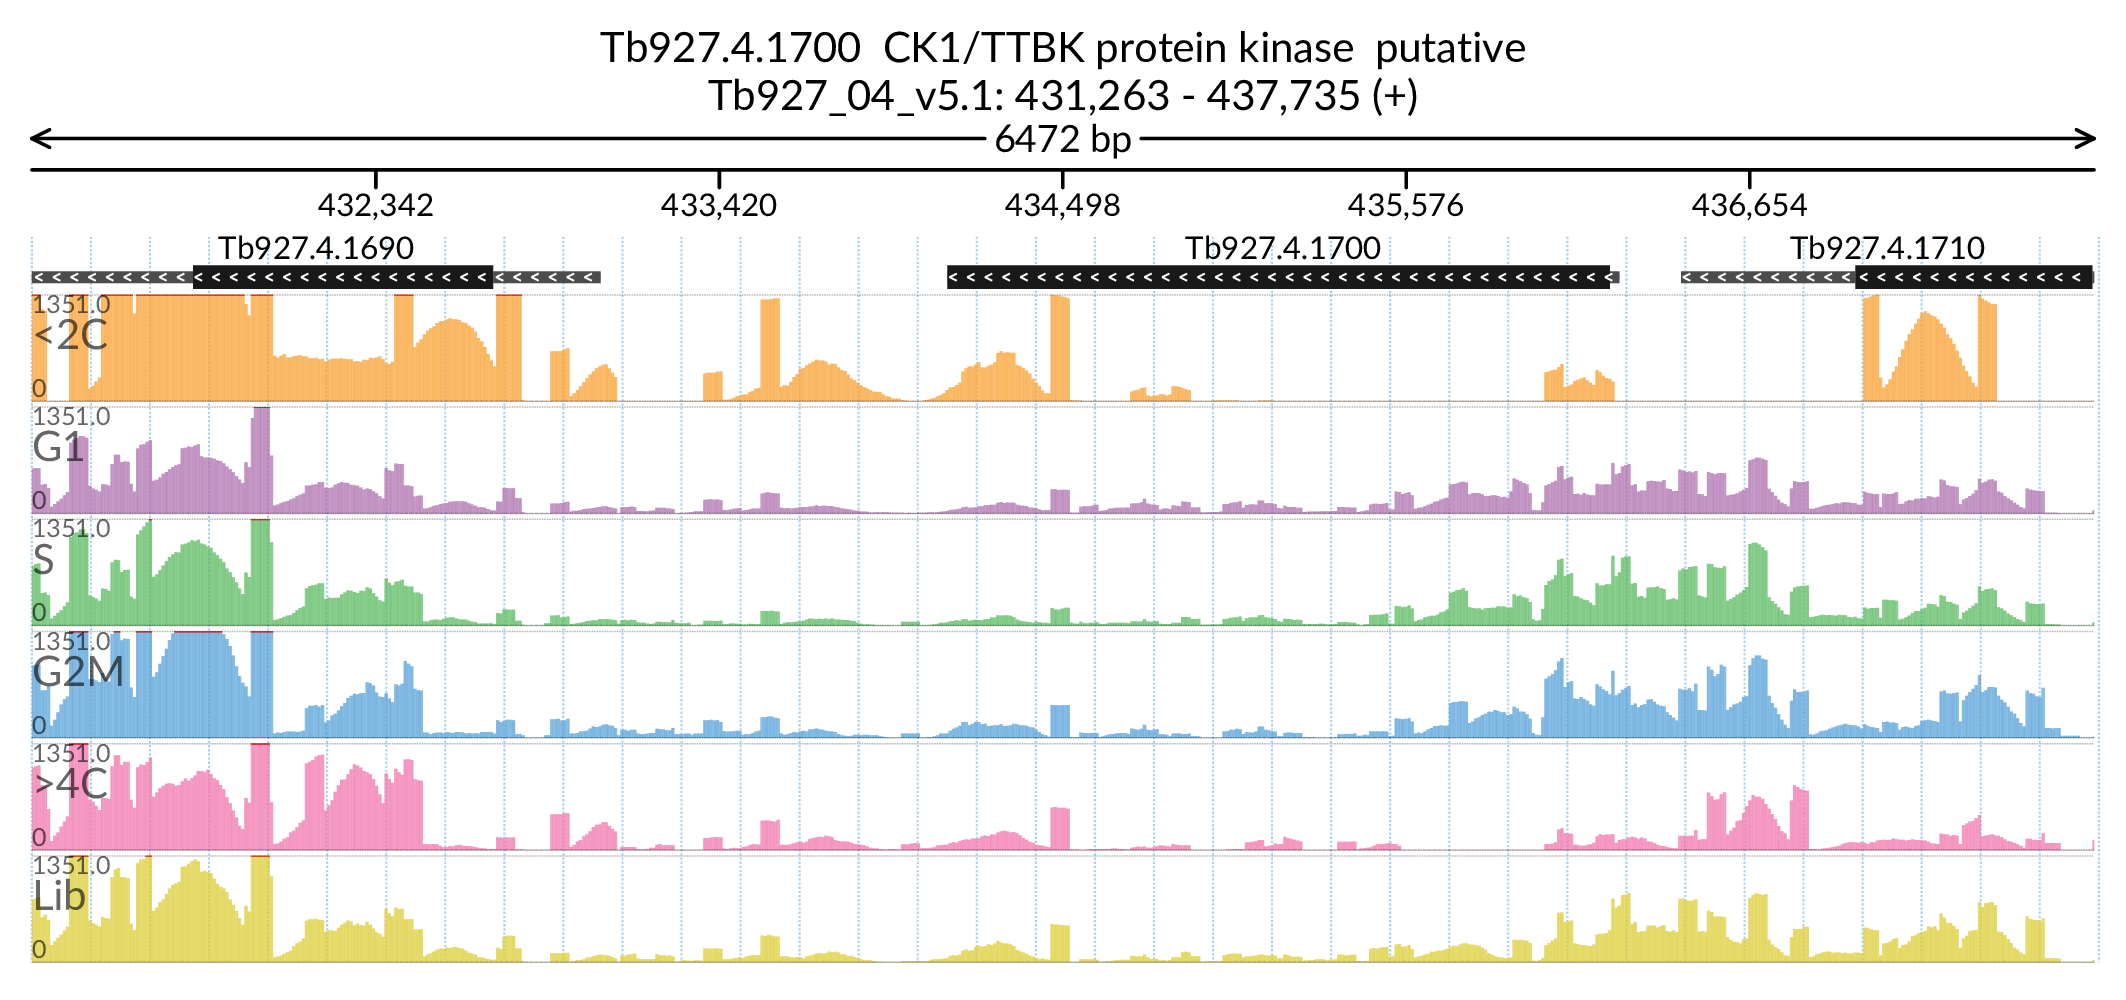 Tb927.4.1700 CK1/TTBK protein kinase putative
Tb927_04_v5.1: 431,263 - 437,735 (+)
6472 bp
432,342 433,420 434,498 435,576 436,654
Tb927.4.1690 Tb927.4.1700 Tb927.4.1710
1351.0
<2C
0
1351.0
G1
0
1351.0
S
0
1351.0
G2M
0
1351.0
>4C
0
1351.0
Lib
0